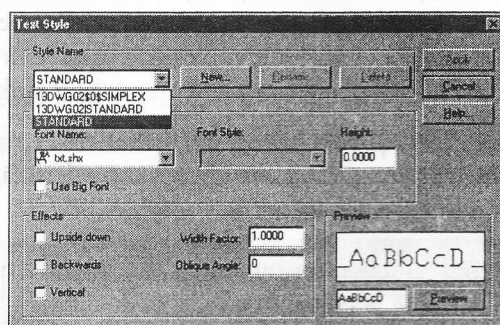 Text Style
Style Name
STANDARD
New...
Rename...
Delete
Cancel
Help...
13DWG02$0$SIMPLEX
13DWG02|STANDARD
STANDARD
Font Name:
Font Style:
Height:
txt.shx
0.0000
Use Big Font
Effects
Upside down
Width Factor:
1.0000
Backwards
Oblique Angle:
0
Vertical
Preview
AaBbCcD
AaBbCcD
Preview